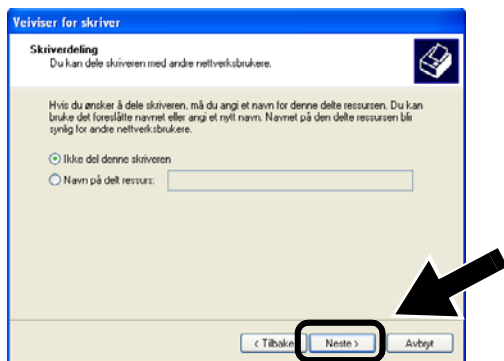 Veiviser for skriver
Skriverdeling
Du kan dele skriveren med andre nettverksbrukere.
Hvis du ønsker å dele skriveren, må du angi et navn for denne delte ressursen. Du kan
bruke det foreslåtte navnet eller angi et nytt navn. Navnet på den delte ressursen blir
synlig for andre nettverksbrukere.
Ikke del denne skriveren
Navn på delt ressurs:
< Tilbake
Neste >
Avbryt